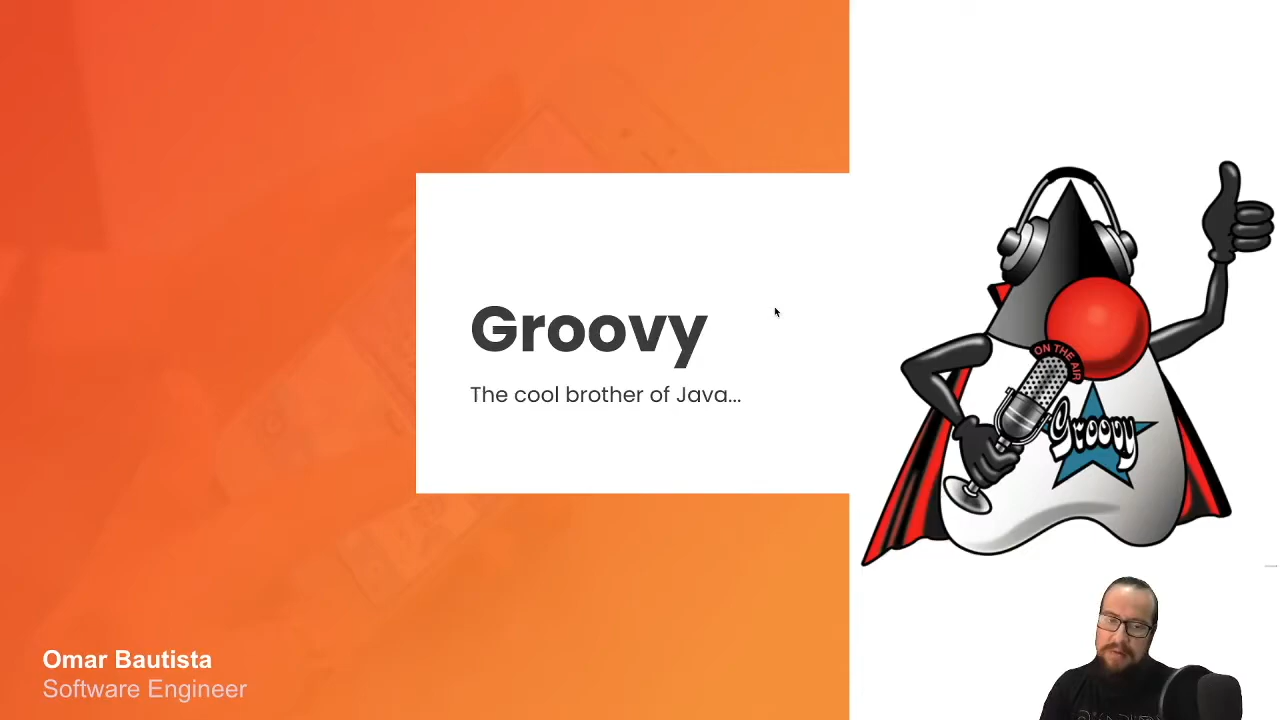 Groovy
The cool brother of Java...
ON THE AIR
Groovy
Omar Bautista
Software Engineer